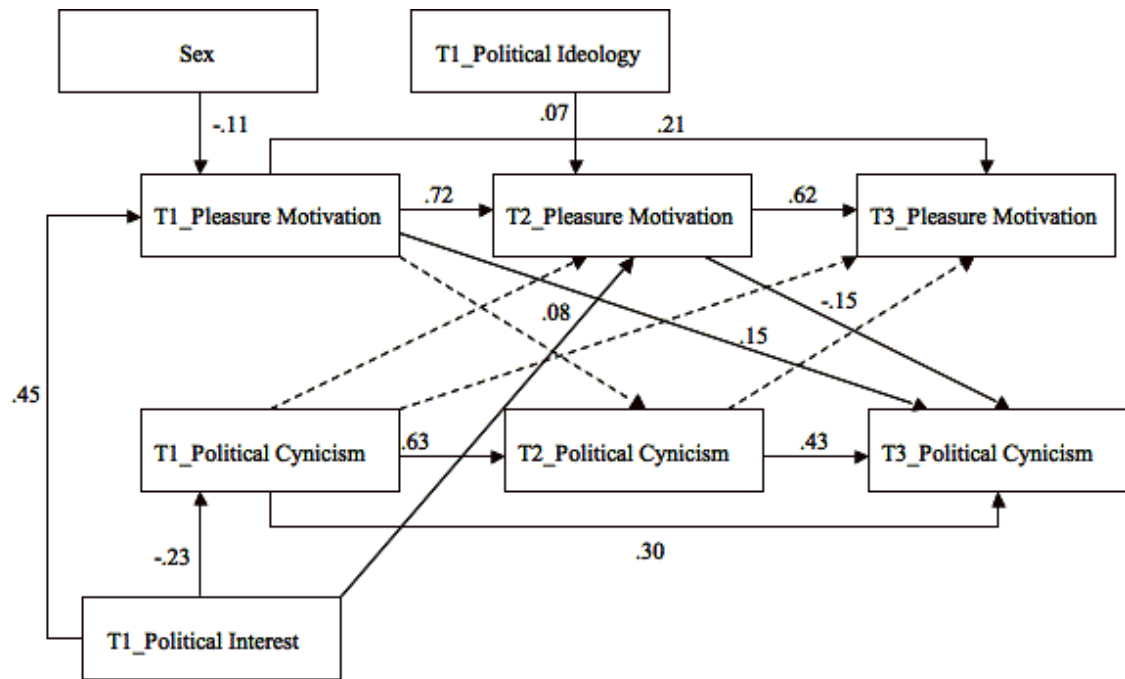 Sex
T1_Political Ideology
-.11
.07
.21
T1_Pleasure Motivation
.72
T2_Pleasure Motivation
.62
T3_Pleasure Motivation
.08
-.15
.15
.45
T1_Political Cynicism
.63
T2_Political Cynicism
.43
T3_Political Cynicism
-.23
.30
T1_Political Interest